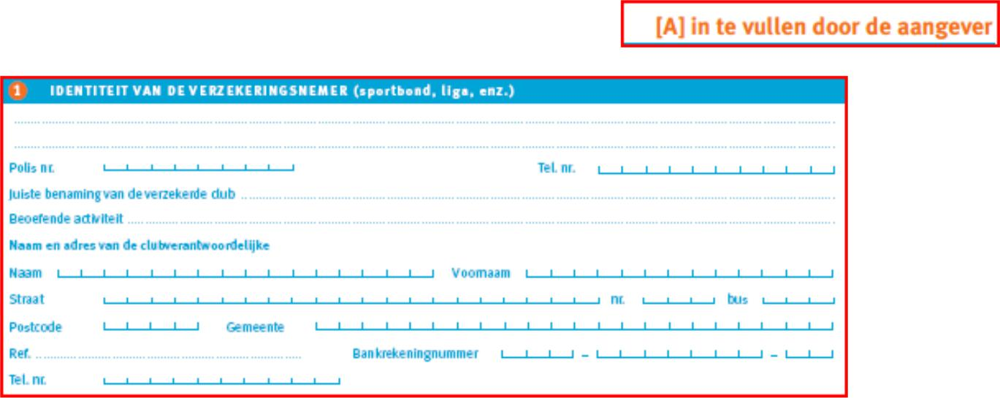 [A] in te vullen door de aangever
1 IDENTITEIT VAN DE VERZEKERINGSNEMER (sportbond, liga, enz.)
Polis nr. Tel. nr.
Juiste benaming van de verzekerde club
Beoefende activiteit
Naam en adres van de clubverantwoordelijke
Naam Voornaam
Straat nr. bus
Postcode Gemeente
Ref. Bankrekeningnummer – –
Tel. nr.